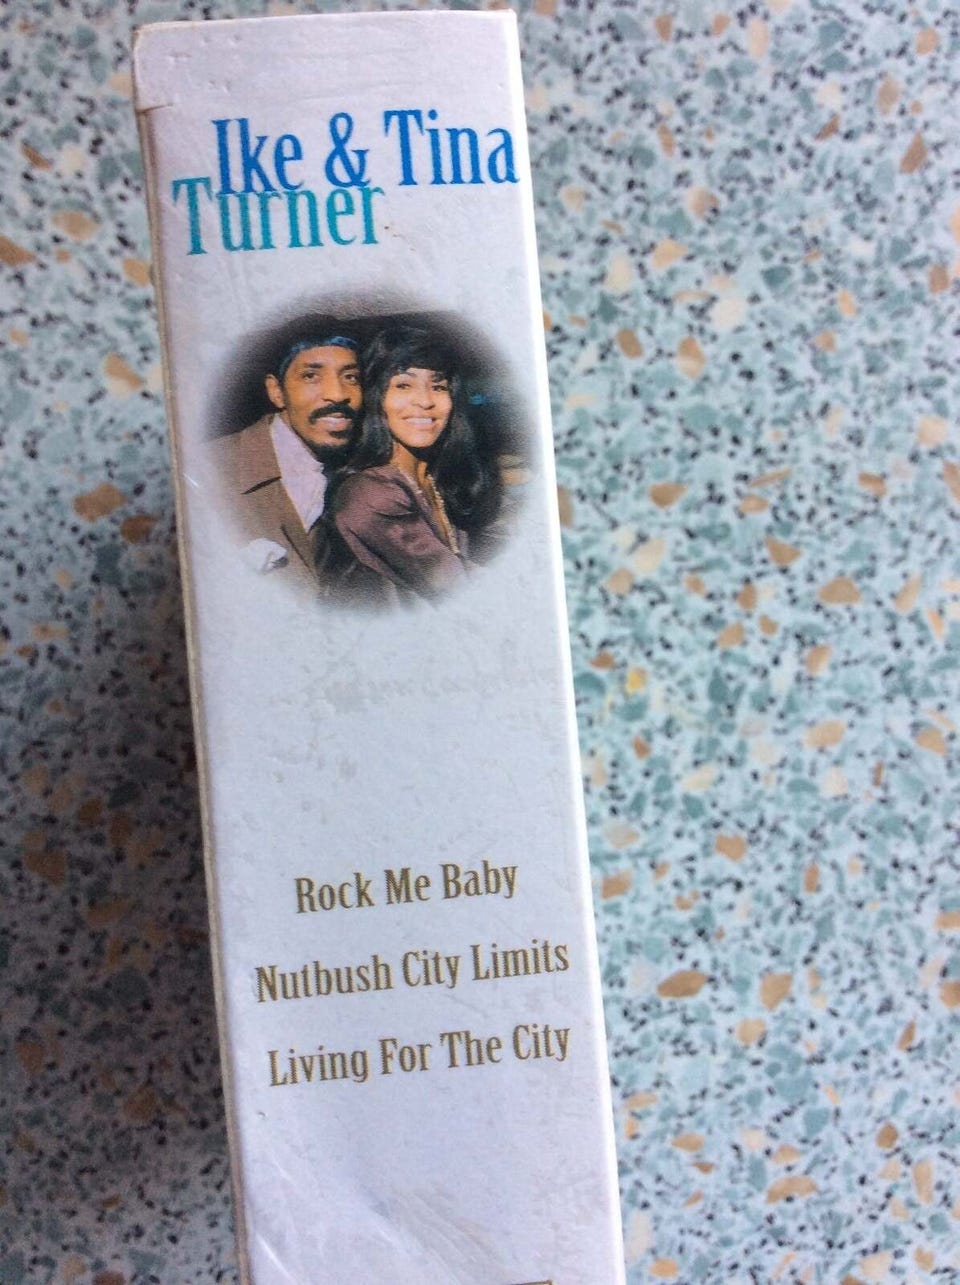 Ike & Tina
Turner
Rock Me Baby
Nutbush City Limits
Living For The City